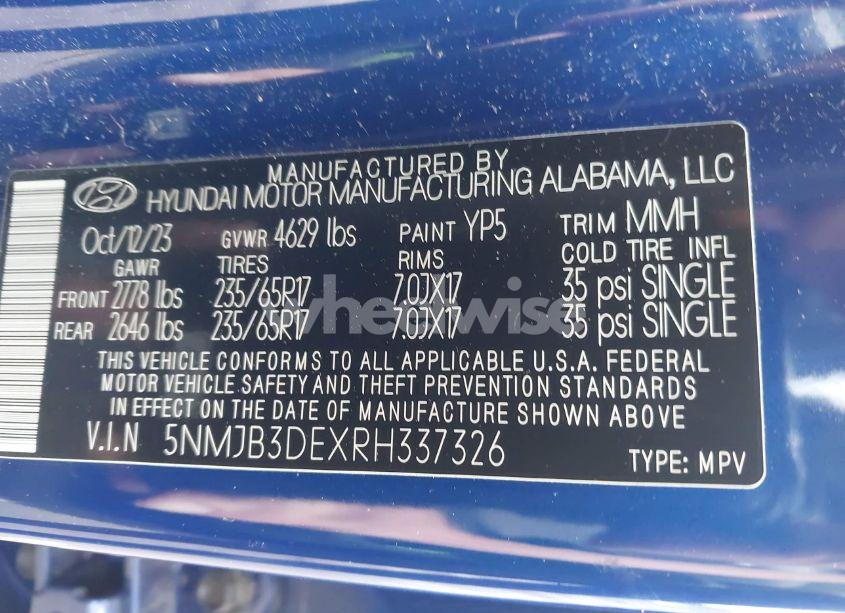 MANUFACTURED BY
HYUNDAI MOTOR MANUFACTURING ALABAMA, LLC
Oct/12/23 GVWR 4629 lbs PAINT YP5 TRIM MMH
GAWR TIRES RIMS COLD TIRE INFL
FRONT 2778 lbs 235/65R17 7.0JX17 35 psi SINGLE
REAR 2646 lbs 235/65R17 7.0JX17 35 psi SINGLE
wheelwise
THIS VEHICLE CONFORMS TO ALL APPLICABLE U.S.A. FEDERAL
MOTOR VEHICLE SAFETY AND THEFT PREVENTION STANDARDS
IN EFFECT ON THE DATE OF MANUFACTURE SHOWN ABOVE
V.I.N 5NMJB3DEXRH337326 TYPE: MPV